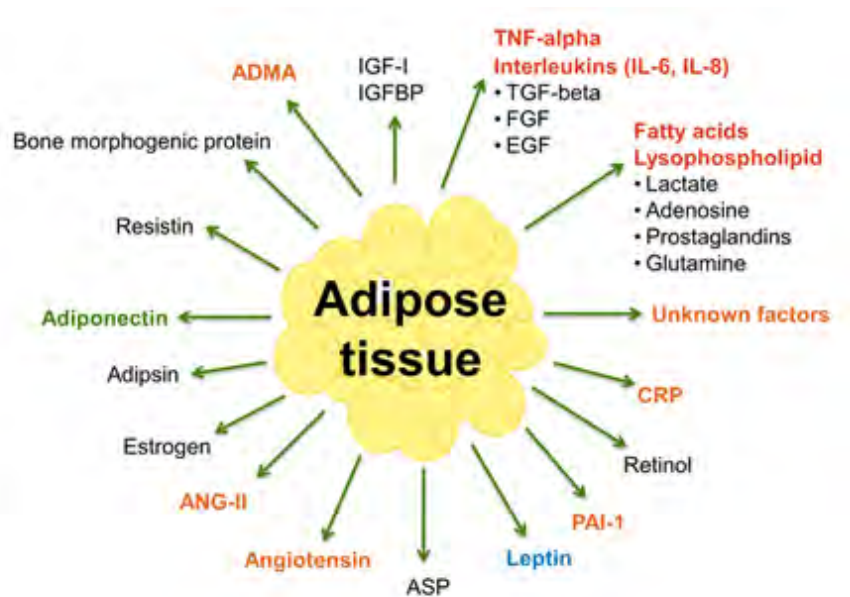 TNF-alpha
Interleukins (IL-6, IL-8)
• TGF-beta
• FGF
• EGF
IGF-I
IGFBP
ADMA
Bone morphogenic protein
Resistin
Adiponectin
Adipsin
Estrogen
ANG-II
Angiotensin
ASP
Leptin
PAI-1
Retinol
CRP
Unknown factors
Fatty acids
Lysophospholipid
• Lactate
• Adenosine
• Prostaglandins
• Glutamine
Adipose
tissue